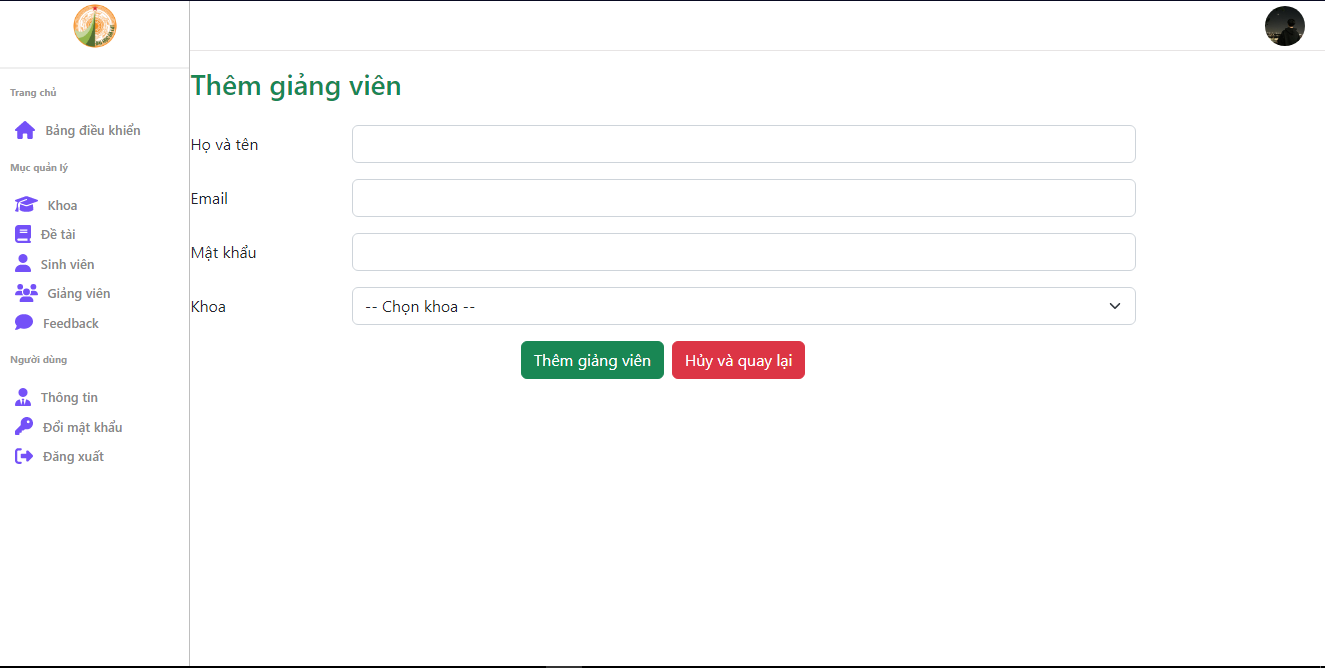 Trang chủ
Bảng điều khiển
Mục quản lý
Khoa
Đề tài
Sinh viên
Giảng viên
Feedback
Người dùng
Thông tin
Đổi mật khẩu
Đăng xuất
Thêm giảng viên
Họ và tên
Email
Mật khẩu
Khoa
-- Chọn khoa --
Thêm giảng viên
Hủy và quay lại